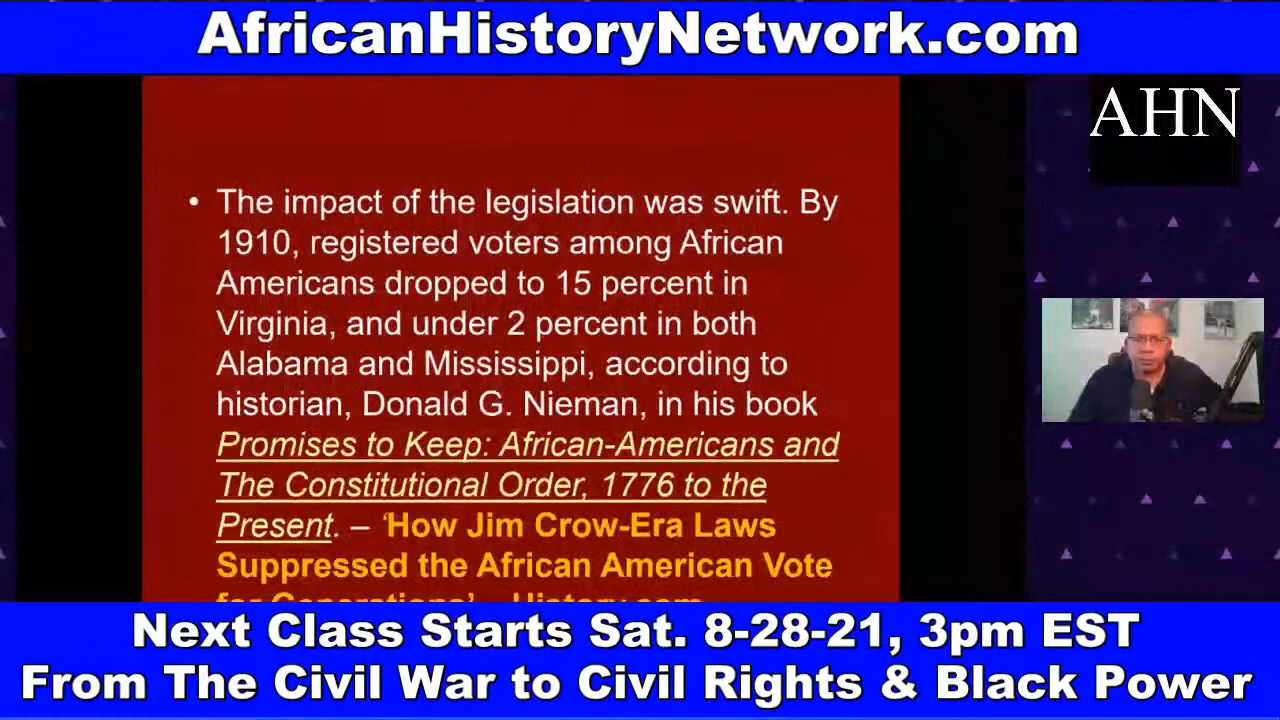 AfricanHistoryNetwork.com
AHN
• The impact of the legislation was swift. By
1910, registered voters among African
Americans dropped to 15 percent in
Virginia, and under 2 percent in both
Alabama and Mississippi, according to
historian, Donald G. Nieman, in his book
Promises to Keep: African-Americans and
The Constitutional Order, 1776 to the
Present. – ‘How Jim Crow-Era Laws
Suppressed the African American Vote
for Generations’ – History.com
Next Class Starts Sat. 8-28-21, 3pm EST
From The Civil War to Civil Rights & Black Power